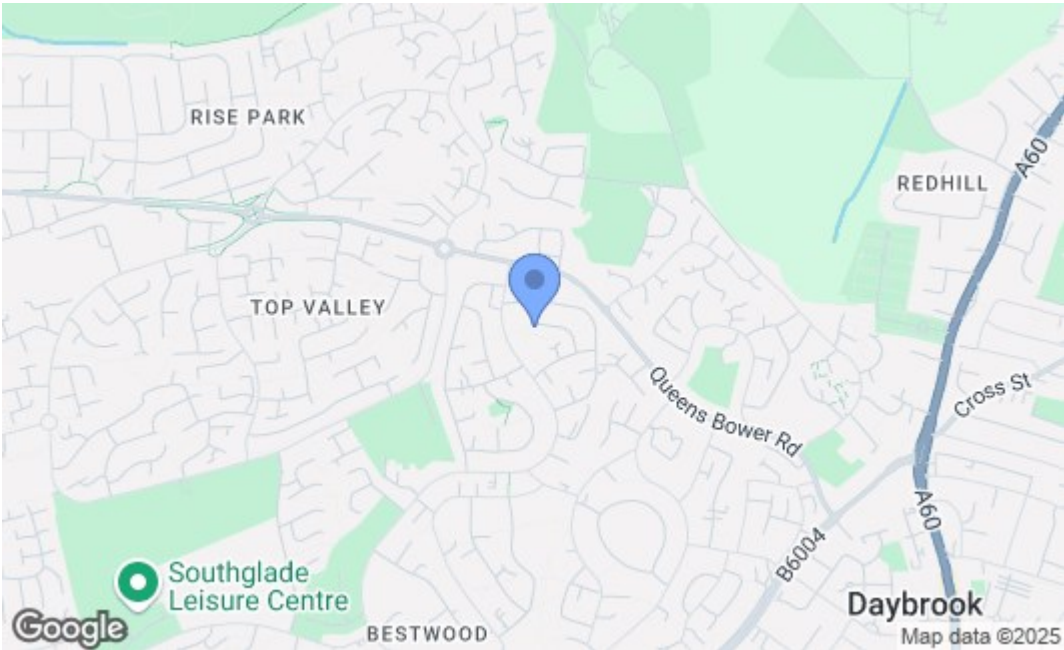 RISE PARK
A60
REDHILL
TOP VALLEY
Queens Bower Rd
Cross St
A60
B6004
Southglade
Leisure Centre
Daybrook
BESTWOOD
Google
Map data ©2025